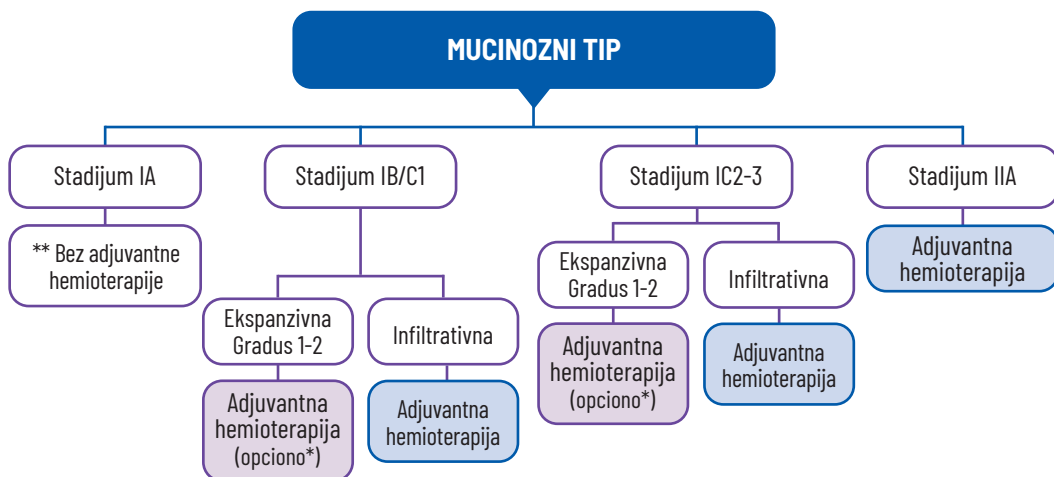 MUCINOZNI TIP
Stadijum IA
Stadijum IB/C1
Stadijum IC2-3
Stadijum IIA
** Bez adjuvantne
hemioterapije
Ekspanzivna
Gradus 1-2
Infiltrativna
Adjuvantna
hemioterapija
Ekspanzivna
Gradus 1-2
Infiltrativna
Adjuvantna
hemioterapija
(opciono*)
Adjuvantna
hemioterapija
Adjuvantna
hemioterapija
(opciono*)
Adjuvantna
hemioterapija